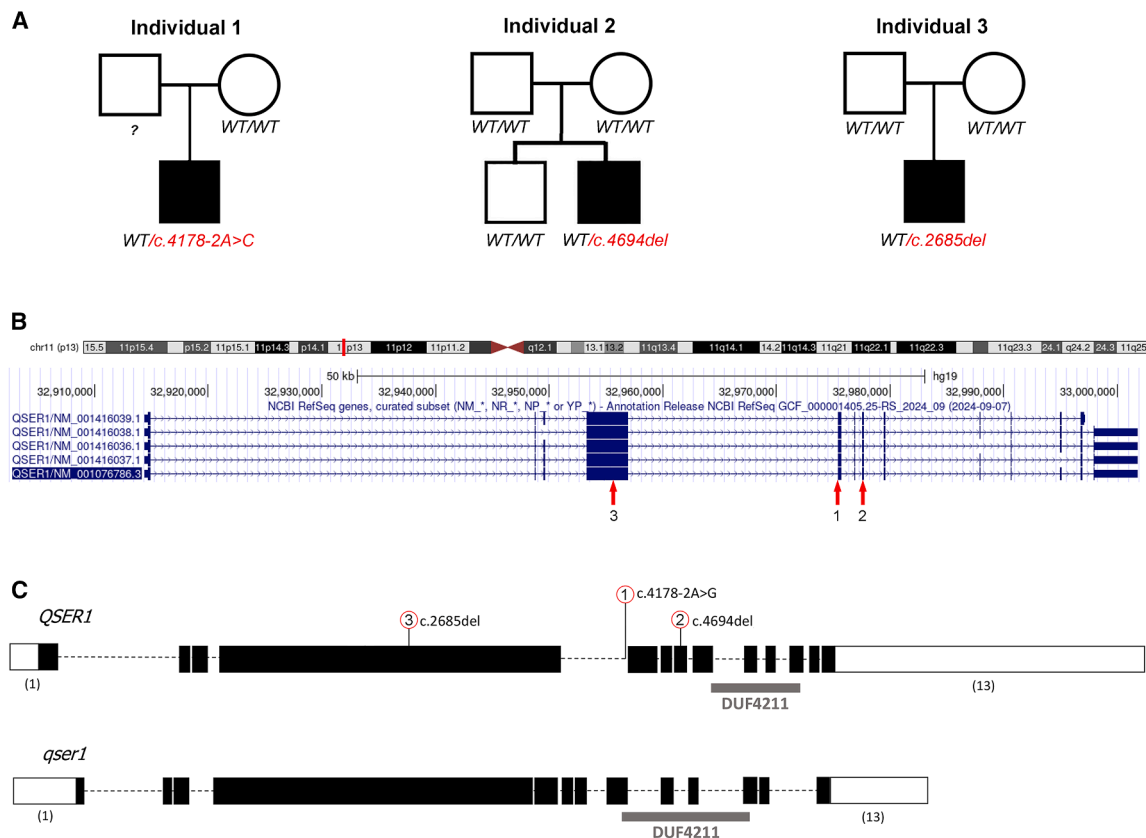 A
Individual 1
Individual 2
Individual 3
?
WT/WT
WT/WT
WT/WT
WT/WT
WT/WT
WT/c.4178-2A>C
WT/WT
WT/c.4694del
WT/c.2685del
B
chr11 (p13)
15.5
11p15.4
p15.2
11p15.1
11p14.3
p14.1
p13
11p12
11p11.2
q12.1
13.1
13.2
11q13.4
11q14.1
14.2
11q14.3
11q21
11q22.1
11q22.3
11q23.3
24.1
q24.2
24.3
11q25
50 kb
hg19
32,910,000
32,920,000
32,930,000
32,940,000
32,950,000
32,960,000
32,970,000
32,980,000
32,990,000
33,000,000
NCBI RefSeq genes, curated subset (NM_*, NR_*, NP_* or YP_*) - Annotation Release NCBI RefSeq GCF_000001405.25-RS_2024_09 (2024-09-07)
QSER1/NM_001416039.1
QSER1/NM_001416038.1
QSER1/NM_001416036.1
QSER1/NM_001416037.1
QSER1/NM_001076786.3
3
1
2
C
QSER1
1 c.4178-2A>G
3 c.2685del
2 c.4694del
(1)
(13)
DUF4211
qser1
(1)
(13)
DUF4211